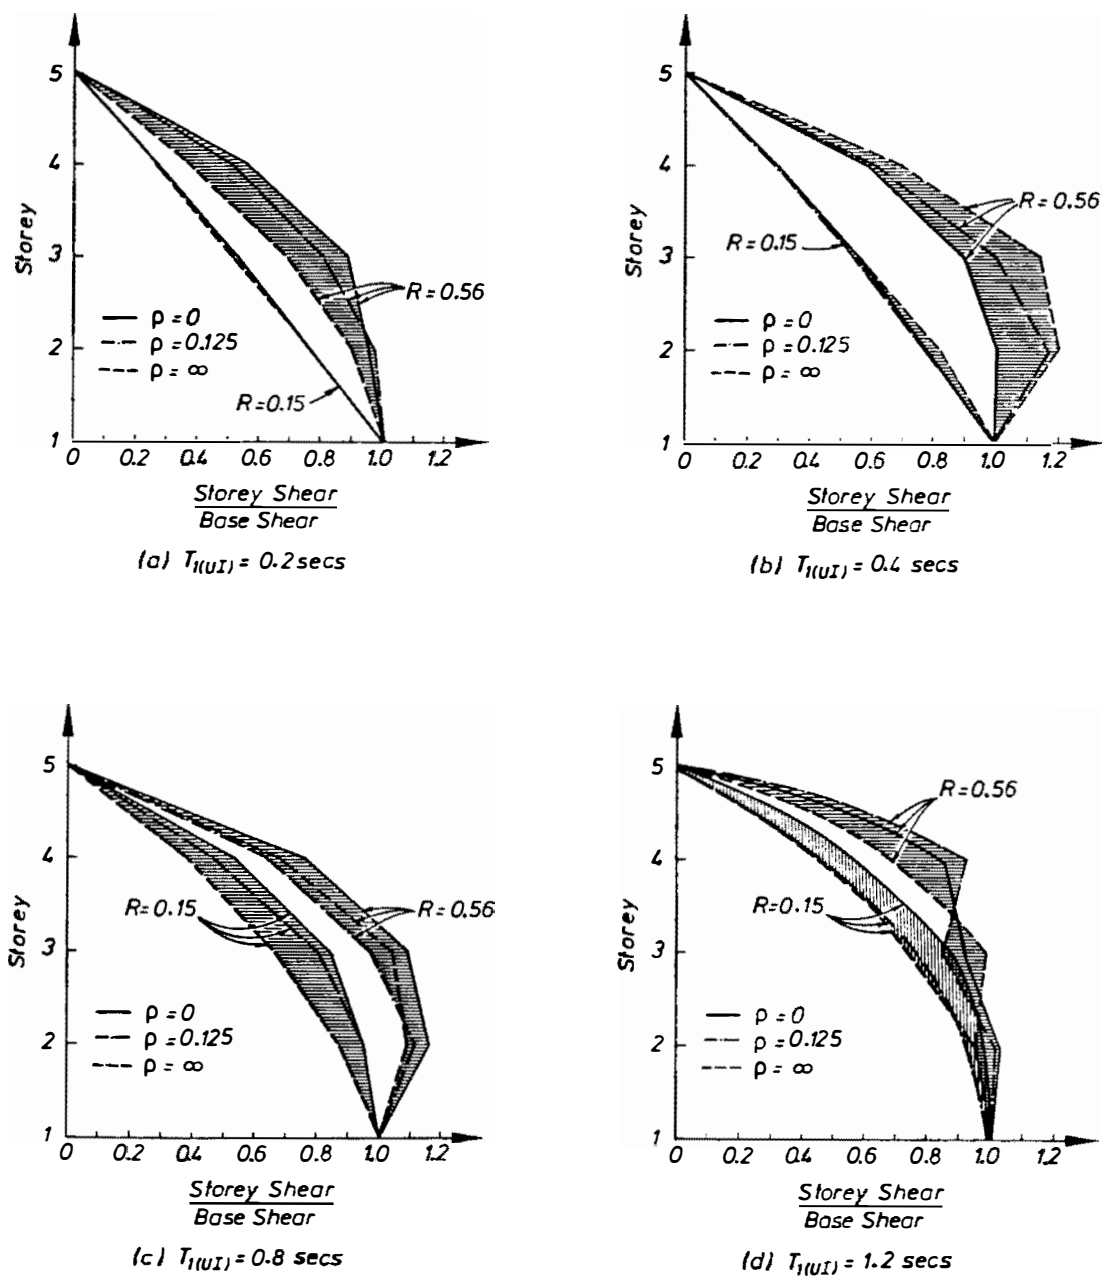 5
4
3
2
1
Storey
R=0.56
ρ=0
ρ=0.125
ρ=∞
R=0.15
0 0.2 0.4 0.6 0.8 1.0 1.2
Storey Shear
Base Shear
(a) T1(UI) = 0.2 secs
5
4
3
2
1
Storey
R=0.56
R=0.15
ρ=0
ρ=0.125
ρ=∞
0 0.2 0.4 0.6 0.8 1.0 1.2
Storey Shear
Base Shear
(b) T1(UI) = 0.4 secs
5
4
3
2
1
Storey
R=0.15
R=0.56
ρ=0
ρ=0.125
ρ=∞
0 0.2 0.4 0.6 0.8 1.0 1.2
Storey Shear
Base Shear
(c) T1(UI) = 0.8 secs
5
4
3
2
1
Storey
R=0.56
R=0.15
ρ=0
ρ=0.125
ρ=∞
0 0.2 0.4 0.6 0.8 1.0 1.2
Storey Shear
Base Shear
(d) T1(UI) = 1.2 secs